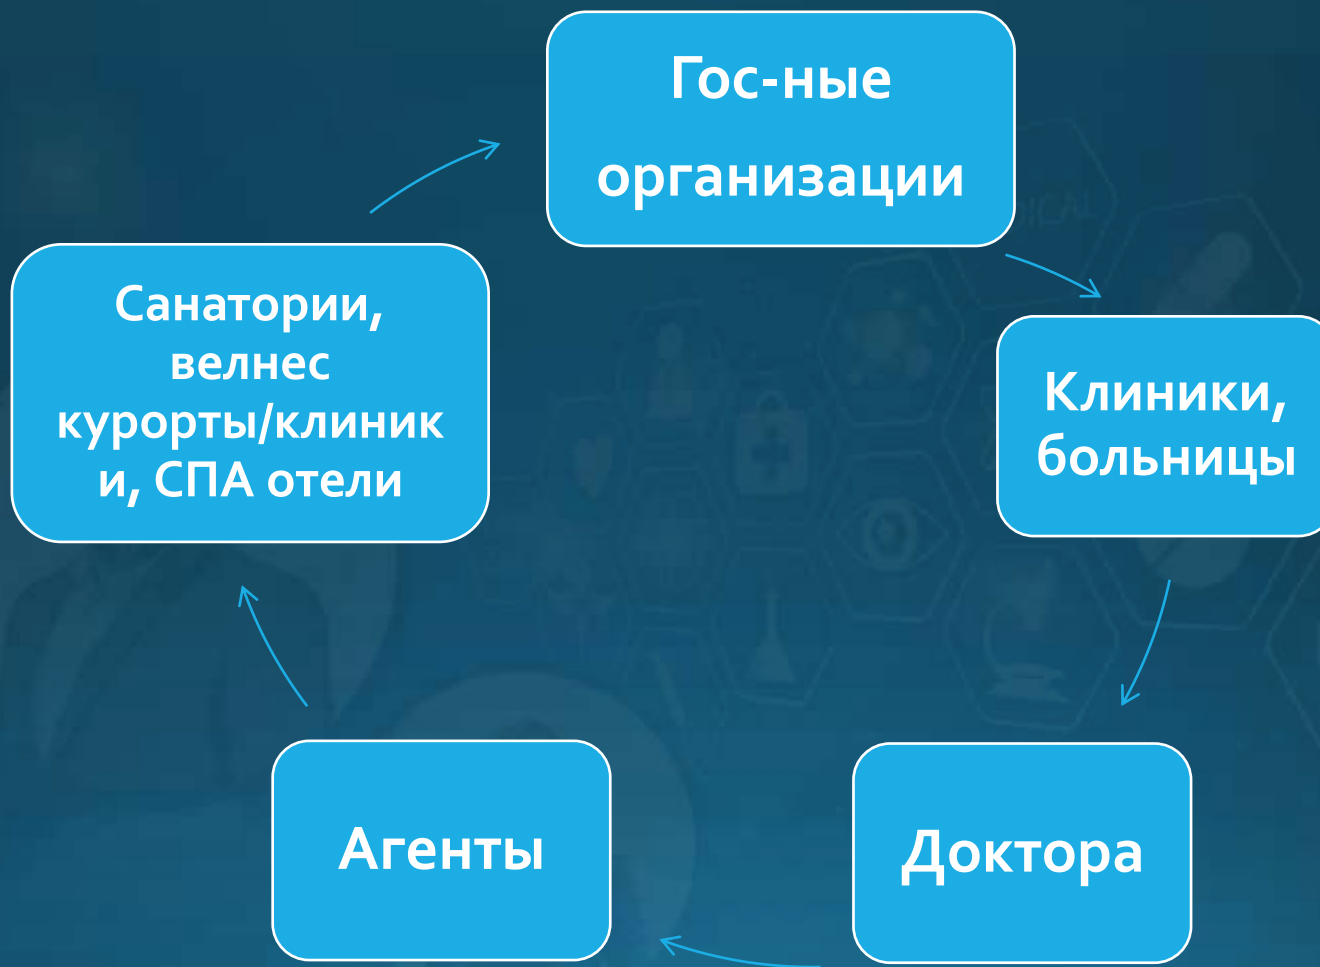 Гос-ные
организации
Санатории,
велнес
курорты/клиник
и, СПА отели
Клиники,
больницы
Агенты
Доктора